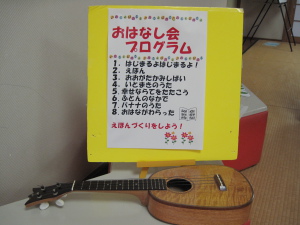 おはなし会
プログラム
1. はじまるよはじまるよ!
2. えほん
3. おおがたかみしばい
4. いとまきのうた
5. 幸せならてをたたこう
6. ふとんのなかで
7. バナナのうた
8. おはながわらった
えほんづくりをしよう!